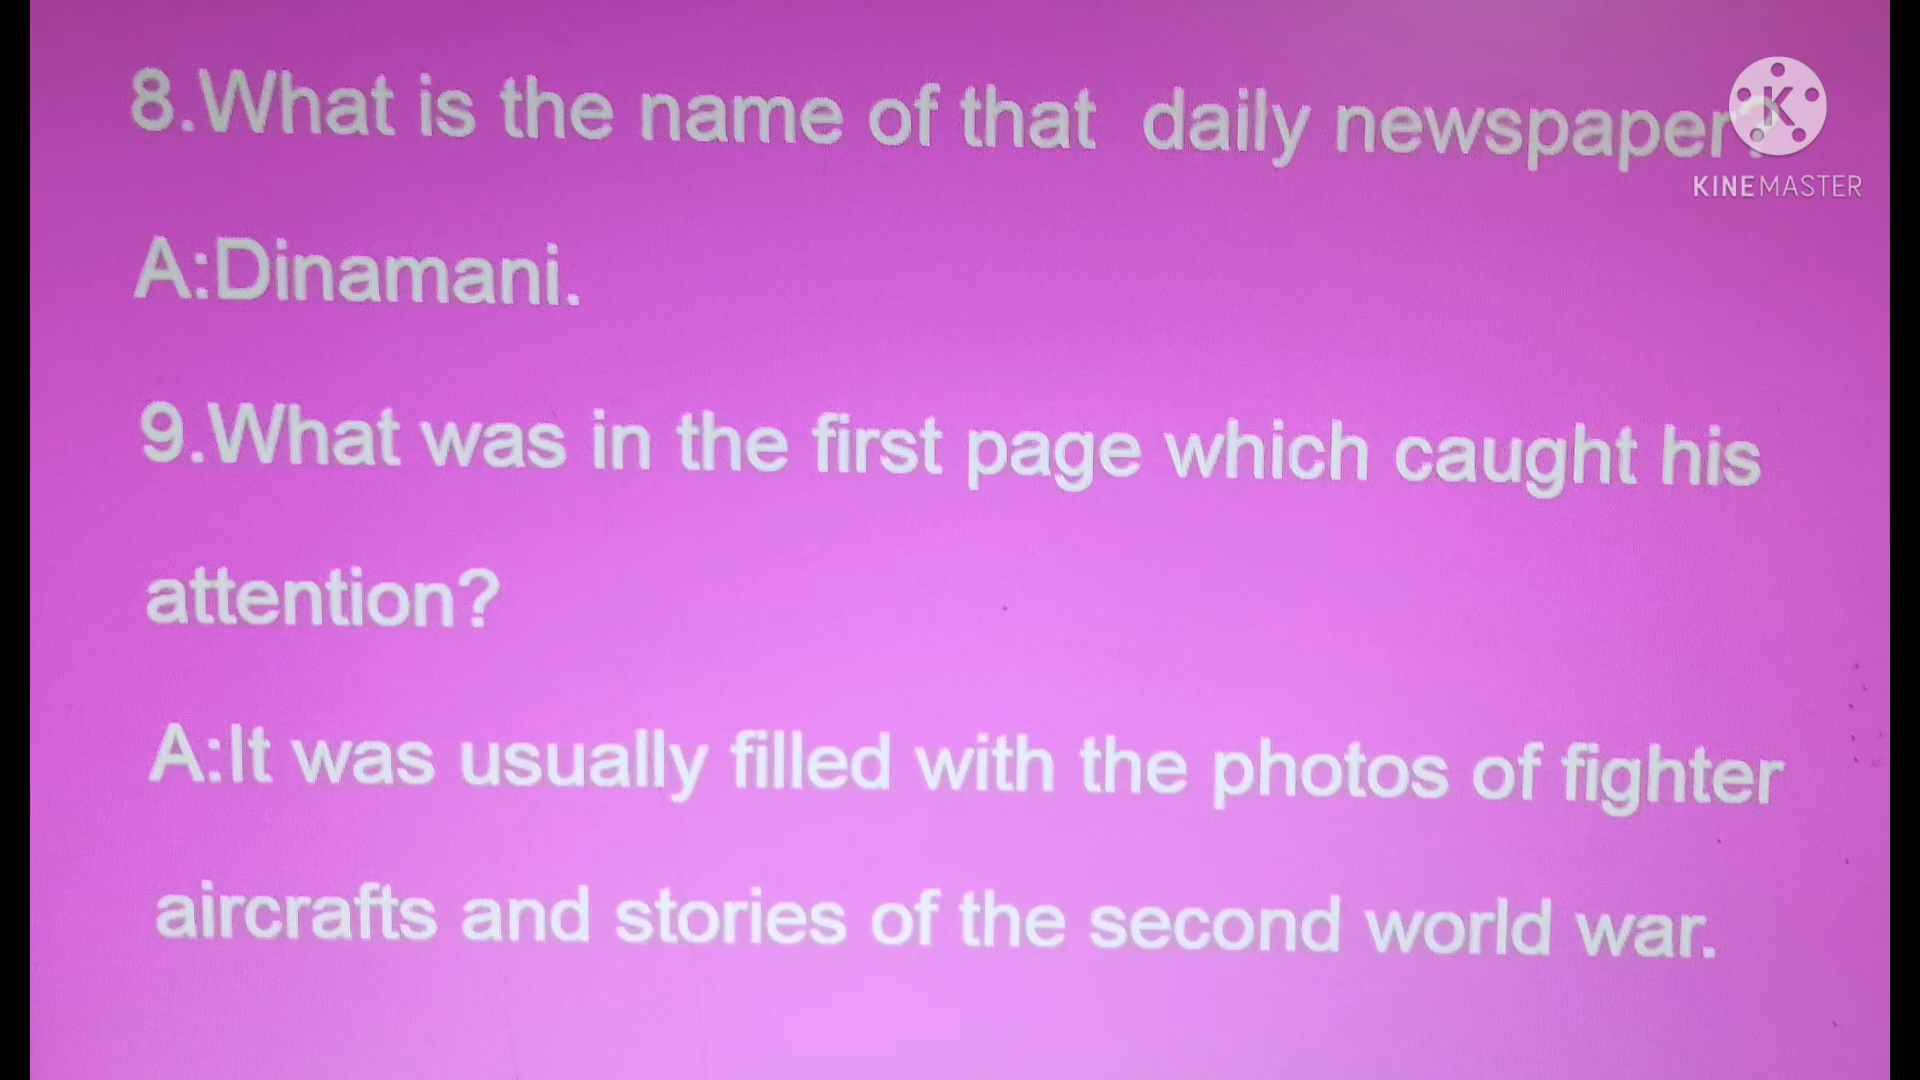 8.What is the name of that daily newspaper?
KINEMASTER
A:Dinamani.
9.What was in the first page which caught his
attention?
A:It was usually filled with the photos of fighter
aircrafts and stories of the second world war.